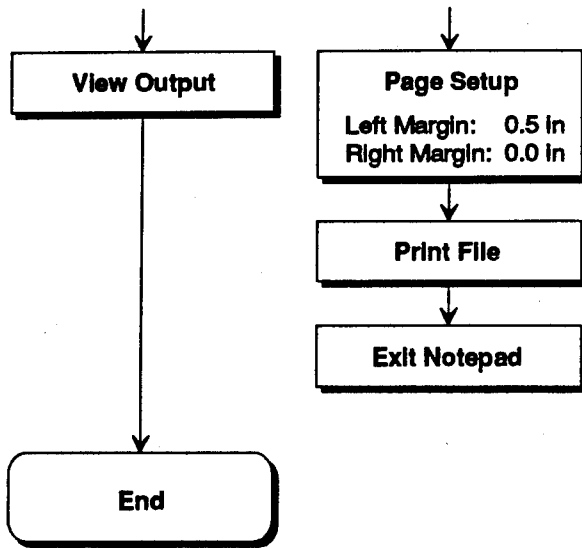 View Output
End
Page Setup
Left Margin: 0.5 in
Right Margin: 0.0 in
Print File
Exit Notepad